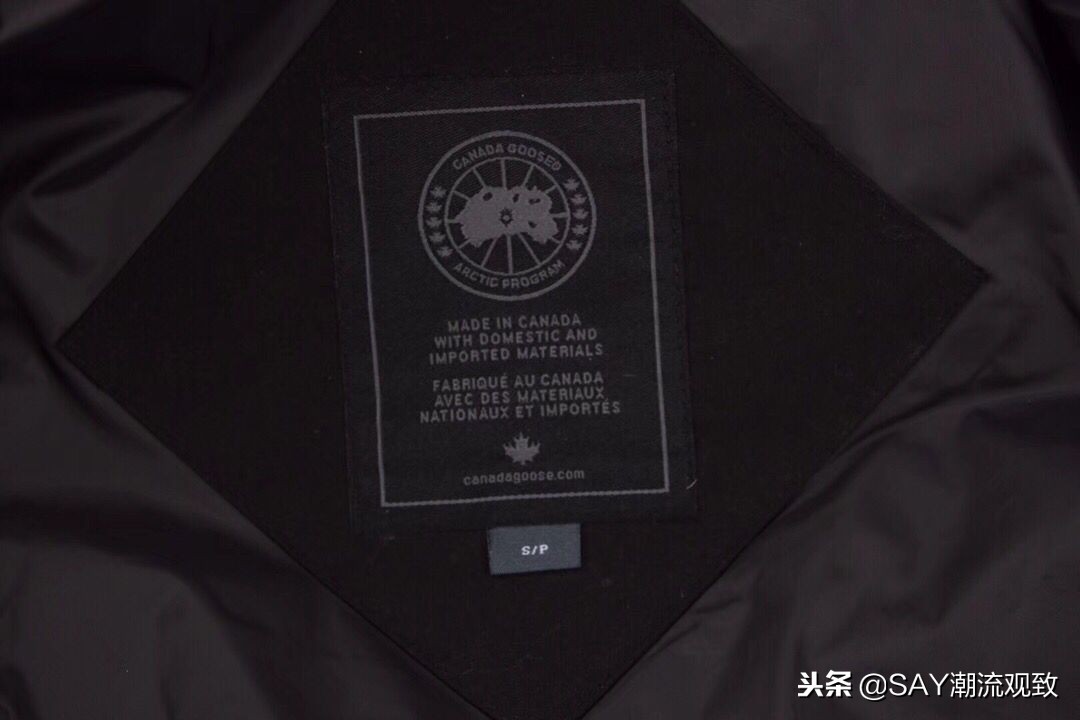 CANADA GOOSE®
ARCTIC PROGRAM
MADE IN CANADA
WITH DOMESTIC AND
IMPORTED MATERIALS
FABRIQUÉ AU CANADA
AVEC DES MATERIAUX
NATIONAUX ET IMPORTÉS
canadagoose.com
S/P
头条 @SAY潮流观致